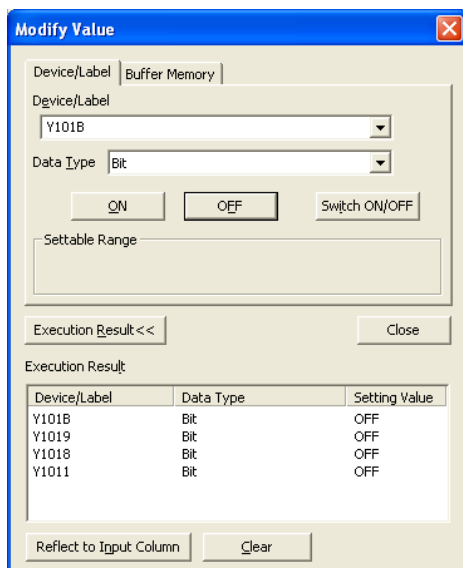 Modify Value
Device/Label Buffer Memory
Device/Label
Y101B
Data Type Bit
ON OFF Switch ON/OFF
Settable Range
Execution Result<< Close
Execution Result
Device/Label Data Type Setting Value
Y101B Bit OFF
Y1019 Bit OFF
Y1018 Bit OFF
Y1011 Bit OFF
Reflect to Input Column Clear